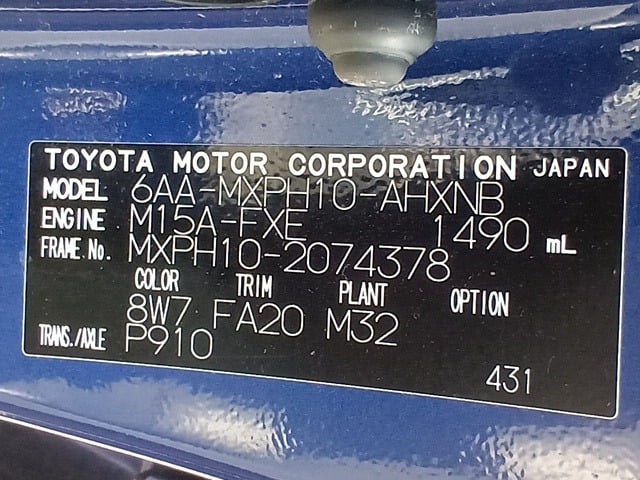 TOYOTA MOTOR CORPORATION JAPAN
MODEL 6AA-MXPH10-AHXNB
ENGINE M15A-FXE 1490 mL
FRAME No. MXPH10-2074378
COLOR TRIM PLANT OPTION
8W7 FA20 M32
TRANS./AXLE P910
431